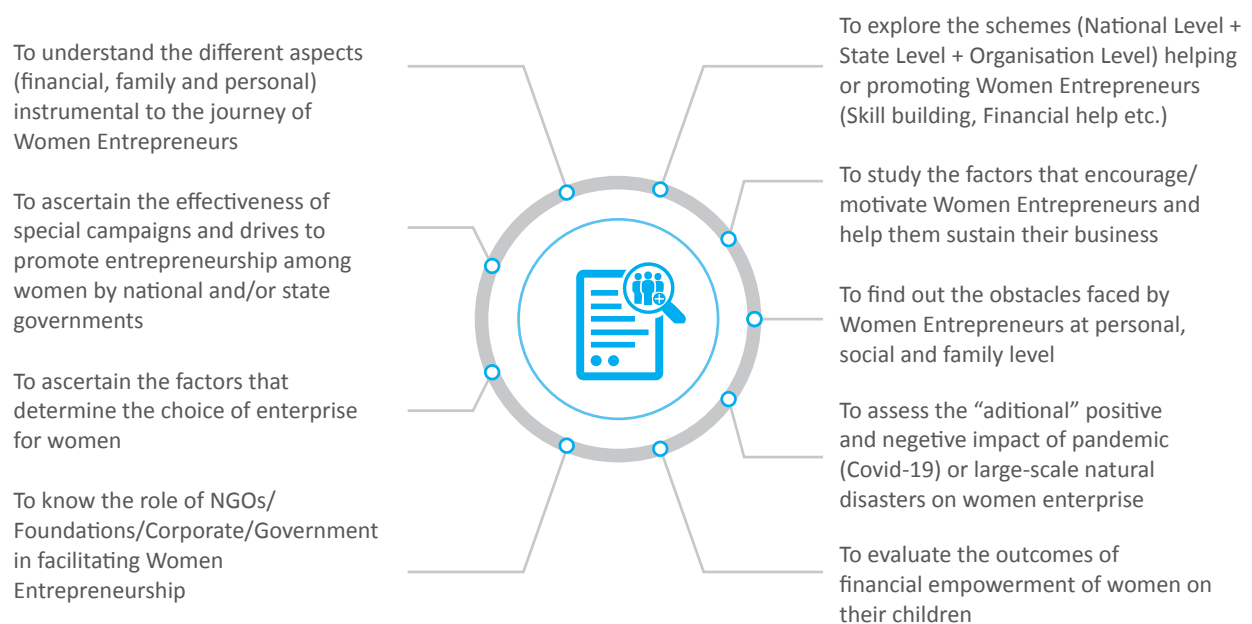 To understand the different aspects
(financial, family and personal)
instrumental to the journey of
Women Entrepreneurs
To ascertain the effectiveness of
special campaigns and drives to
promote entrepreneurship among
women by national and/or state
governments
To ascertain the factors that
determine the choice of enterprise
for women
To know the role of NGOs/
Foundations/Corporate/Government
in facilitating Women
Entrepreneurship
To explore the schemes (National Level +
State Level + Organisation Level) helping
or promoting Women Entrepreneurs
(Skill building, Financial help etc.)
To study the factors that encourage/
motivate Women Entrepreneurs and
help them sustain their business
To find out the obstacles faced by
Women Entrepreneurs at personal,
social and family level
To assess the “aditional” positive
and negetive impact of pandemic
(Covid-19) or large-scale natural
disasters on women enterprise
To evaluate the outcomes of
financial empowerment of women on
their children